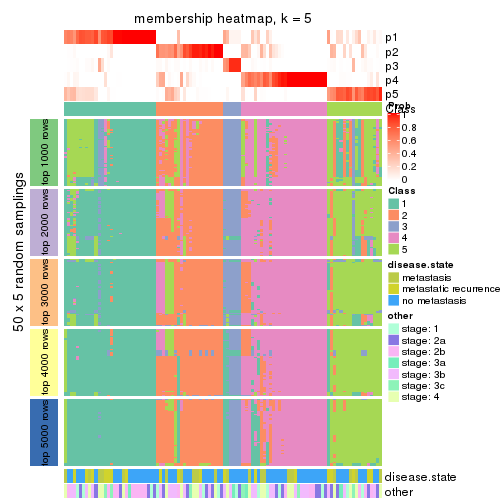 membership heatmap, k = 5
p1
p2
p3
p4
p5
Class
Prob
0.8
0.6
0.4
0.2
0
Class
1
2
3
4
5
disease.state
metastasis
metastatic recurrence
no metastasis
other
stage: 1
stage: 2a
stage: 2b
stage: 3a
stage: 3b
stage: 3c
stage: 4
50 x 5 random samplings
top 1000 rows
top 2000 rows
top 3000 rows
top 4000 rows
top 5000 rows
disease.state
other